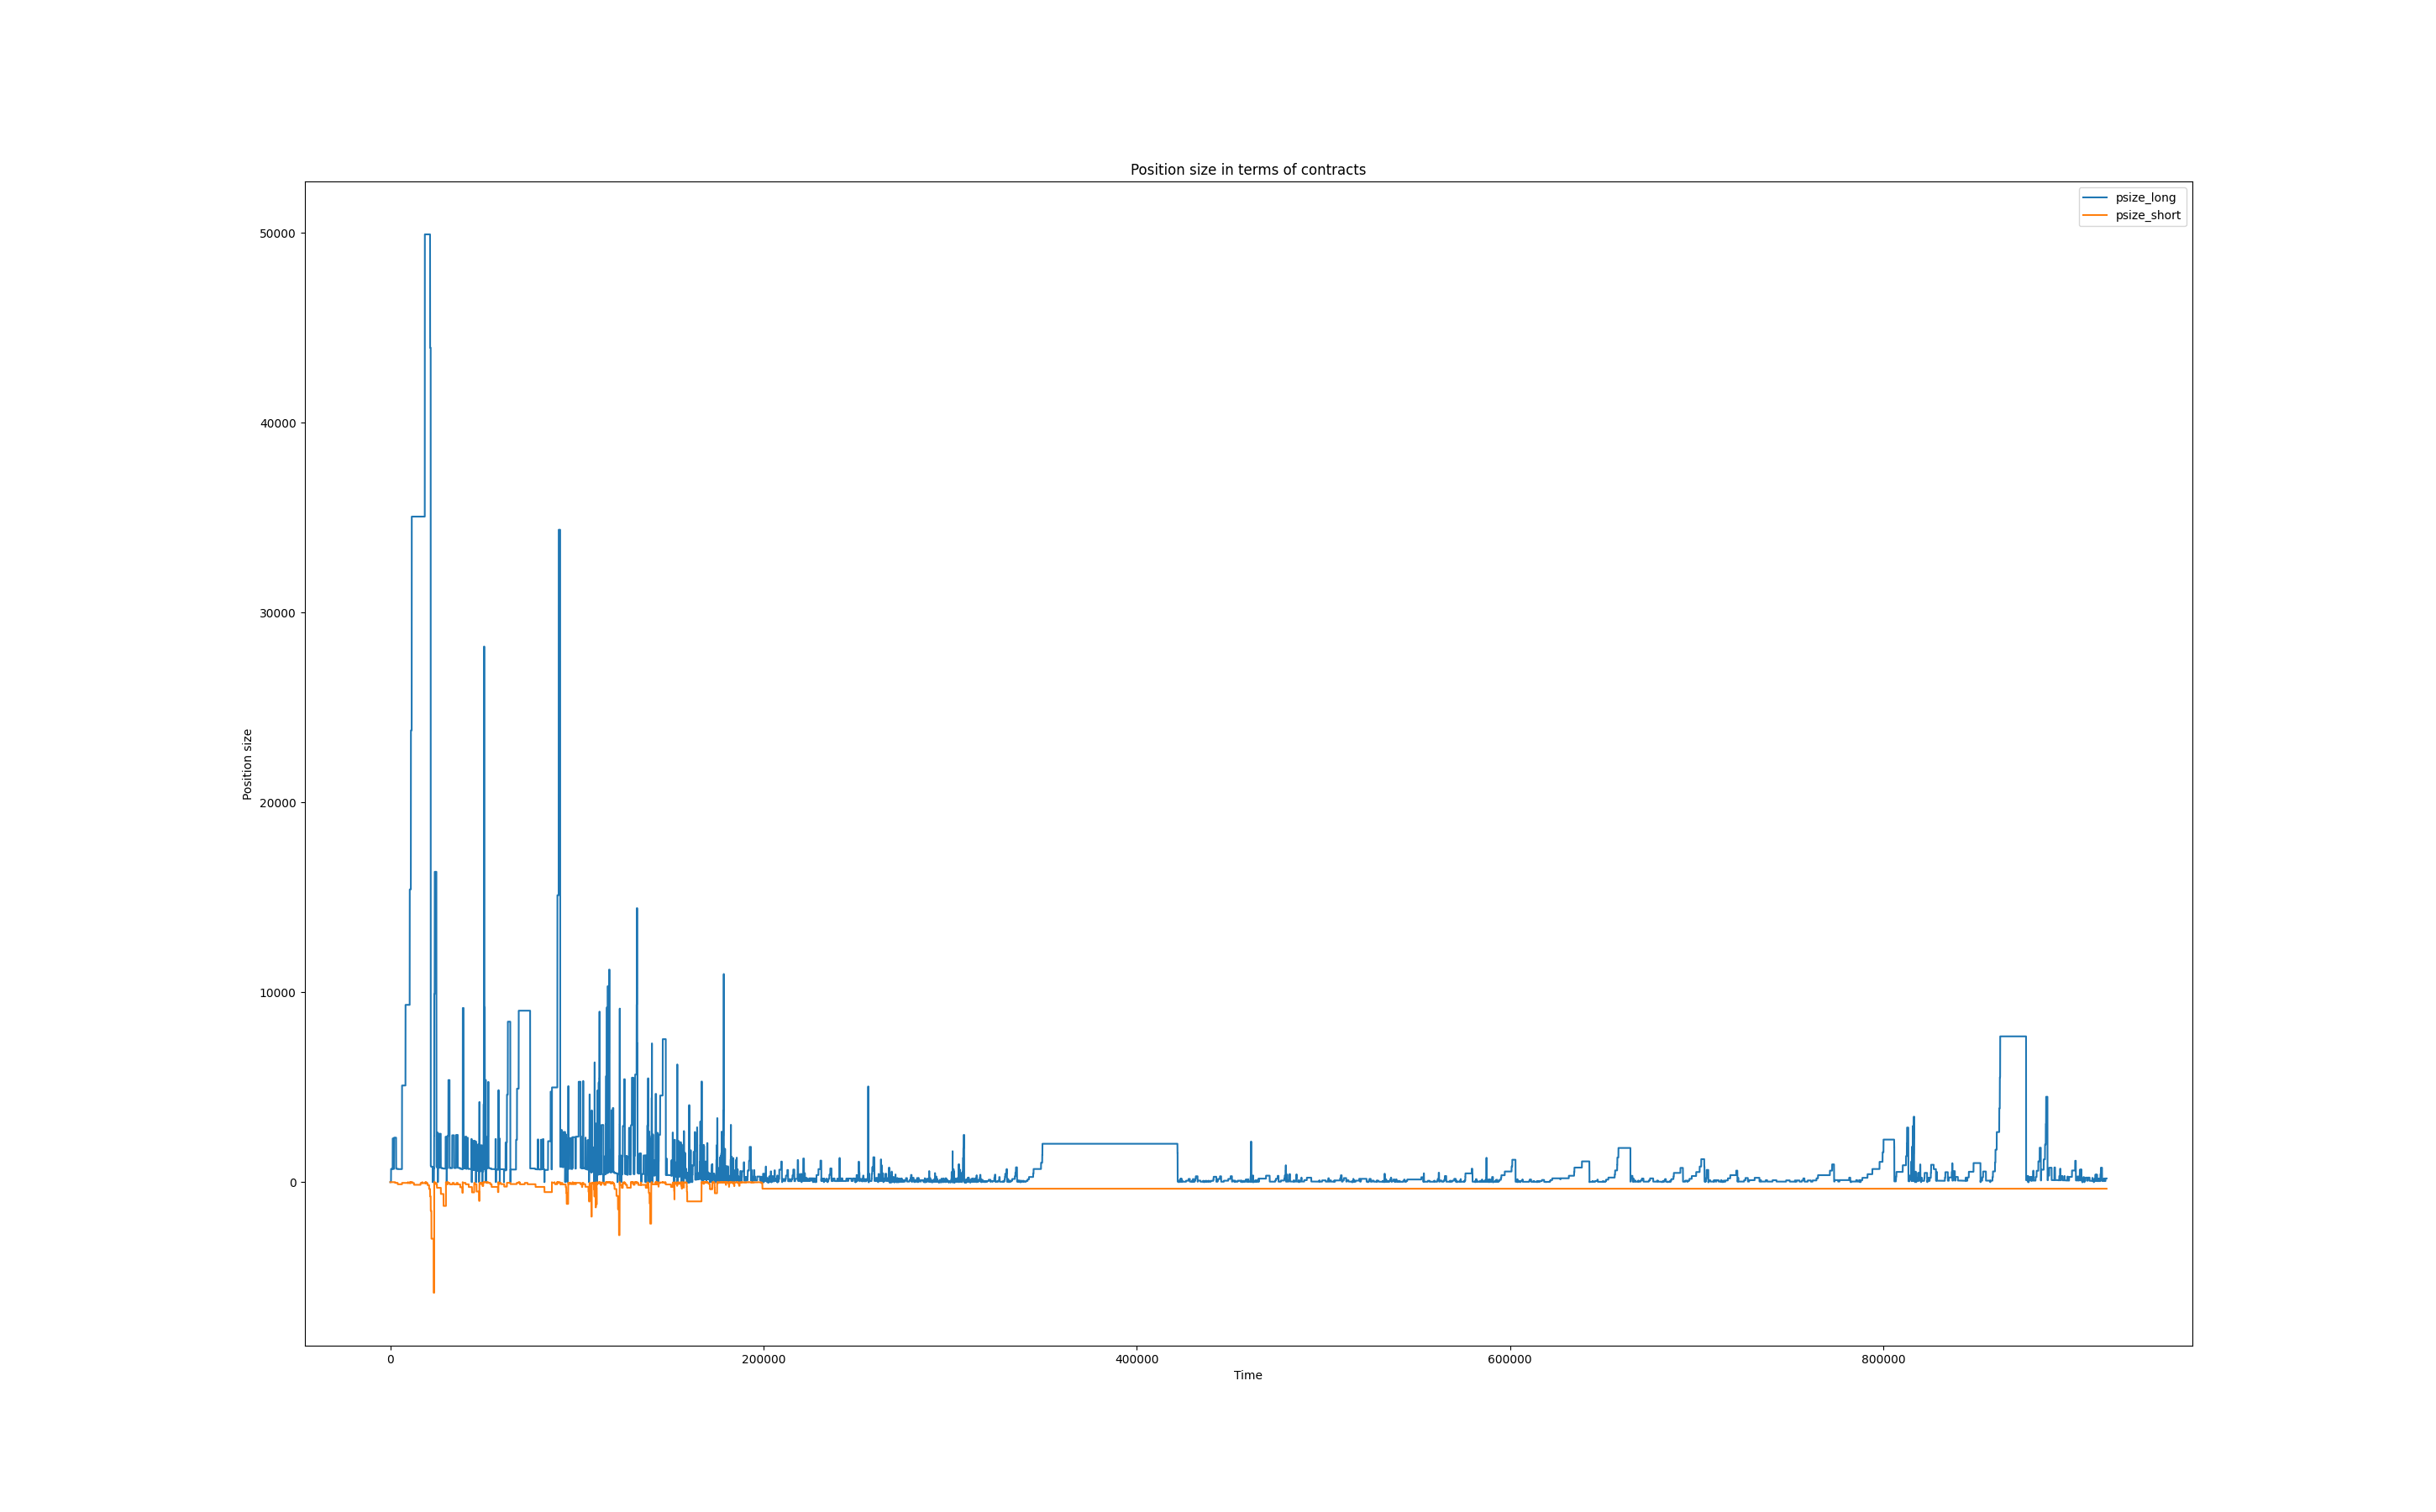 Position size in terms of contracts
psize_long
psize_short
50000
40000
30000
20000
10000
0
Position size
0
200000
400000
600000
800000
Time